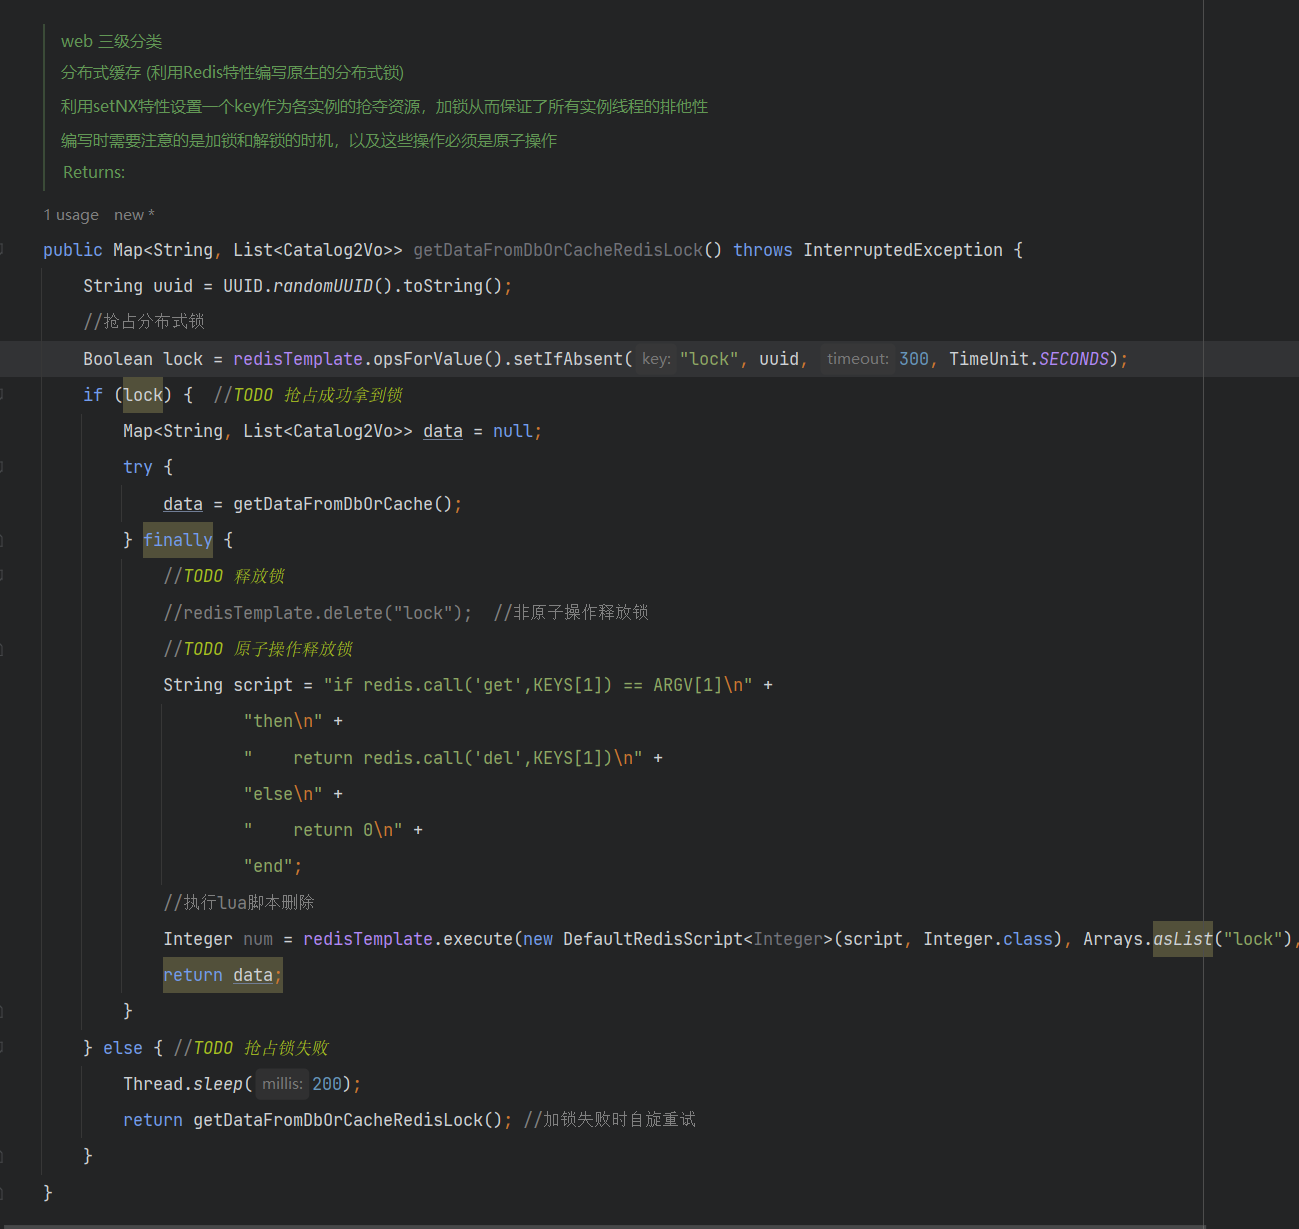 web 三级分类
分布式缓存 (利用Redis特性编写原生的分布式锁)
利用setNX特性设置一个key作为各实例的抢夺资源，加锁从而保证了所有实例线程的排他性
编写时需要注意的是加锁和解锁的时机，以及这些操作必须是原子操作
Returns:
1 usage new *
public Map<String, List<Catalog2Vo>> getDataFromDbOrCacheRedisLock() throws InterruptedException {
String uuid = UUID.randomUUID().toString();
//抢占分布式锁
Boolean lock = redisTemplate.opsForValue().setIfAbsent( key: "lock", uuid, timeout: 300, TimeUnit.SECONDS);
if (lock) { //TODO 抢占成功拿到锁
Map<String, List<Catalog2Vo>> data = null;
try {
data = getDataFromDbOrCache();
} finally {
//TODO 释放锁
//redisTemplate.delete("lock"); //非原子操作释放锁
//TODO 原子操作释放锁
String script = "if redis.call('get',KEYS[1]) == ARGV[1]\n" +
"then\n" +
"    return redis.call('del',KEYS[1])\n" +
"else\n" +
"    return 0\n" +
"end";
//执行lua脚本删除
Integer num = redisTemplate.execute(new DefaultRedisScript<Integer>(script, Integer.class), Arrays.asList("lock"),
return data;
}
} else { //TODO 抢占锁失败
Thread.sleep( millis: 200);
return getDataFromDbOrCacheRedisLock(); //加锁失败时自旋重试
}
}